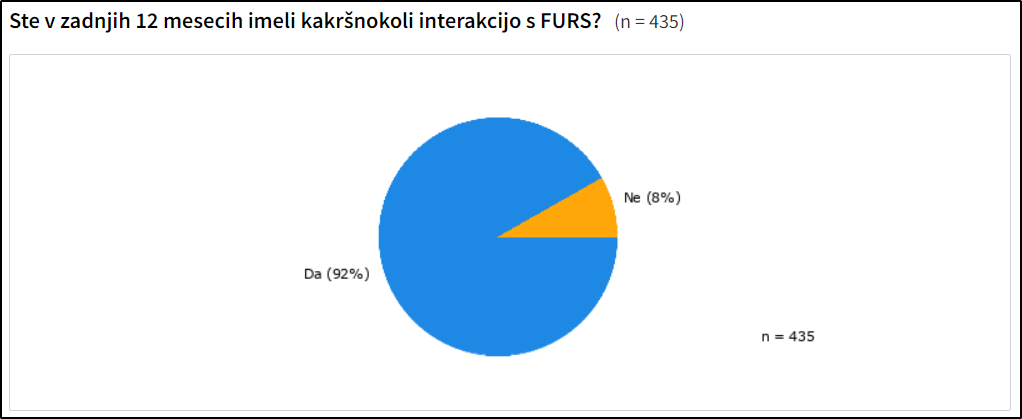 Ste v zadnjih 12 mesecih imeli kakršnokoli interakcijo s FURS? (n = 435)
Ne (8%)
Da (92%)
n = 435